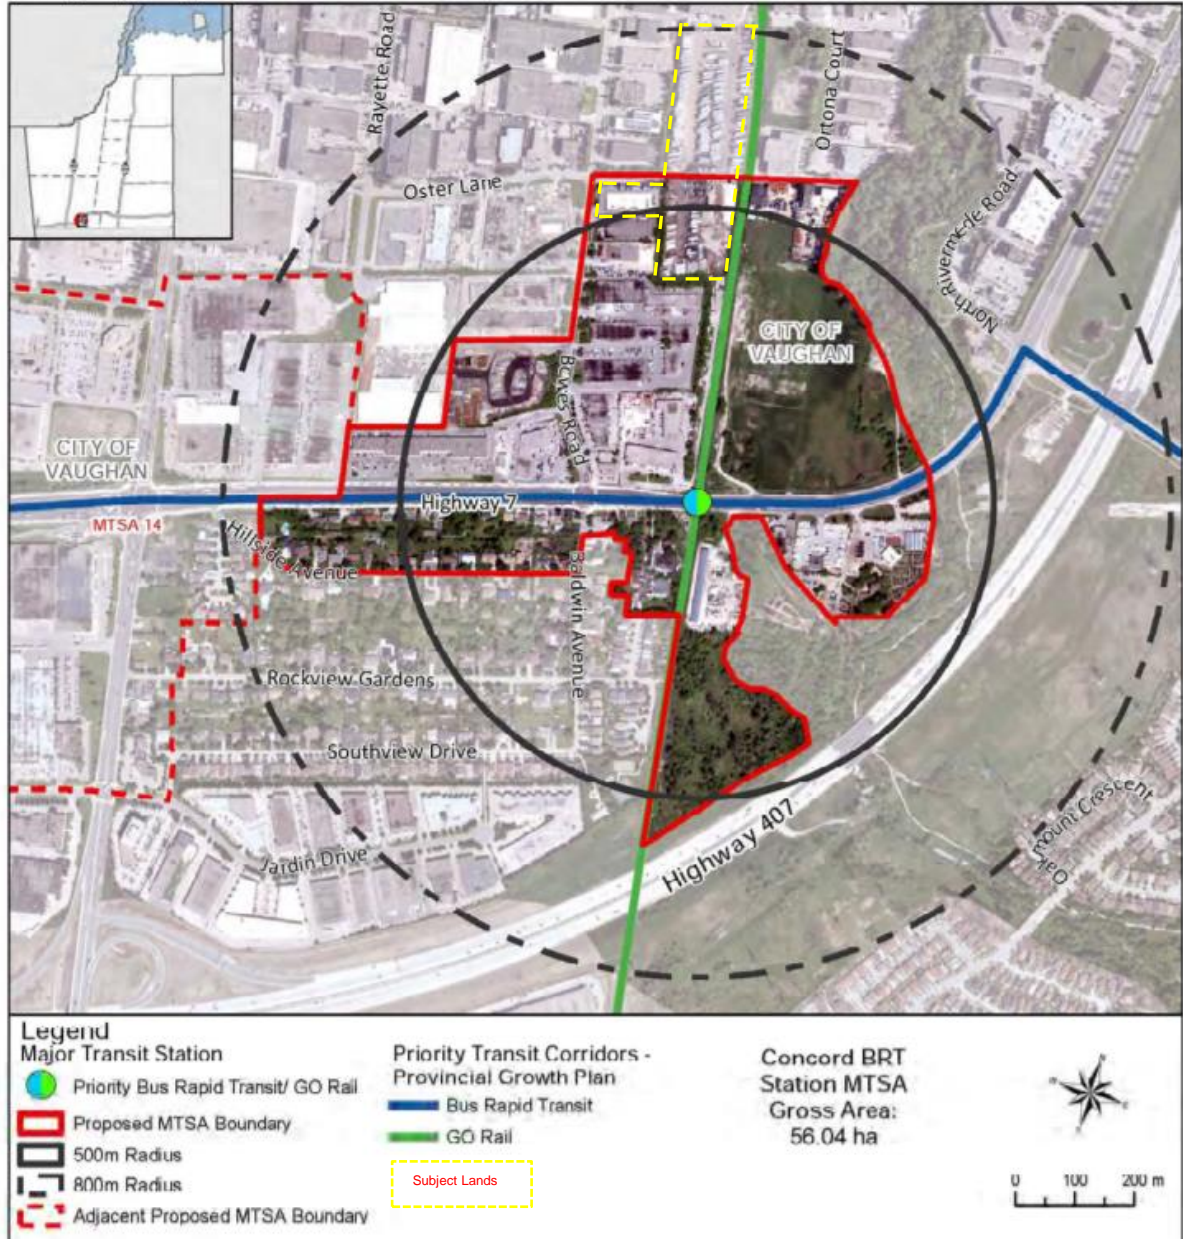 Rayette Road
Ortona Court
Oster Lane
North Rivermede Road
CITY OF
VAUGHAN
Bowes Road
CITY OF
VAUGHAN
Highway 7
MTSA 14
Hillside Avenue
Baldwin Avenue
Rockview Gardens
Southview Drive
Jardin Drive
Highway 407
Oakmount Crescent
Legend
Major Transit Station
Priority Bus Rapid Transit/ GO Rail
Proposed MTSA Boundary
500m Radius
800m Radius
Adjacent Proposed MTSA Boundary
Priority Transit Corridors -
Provincial Growth Plan
Bus Rapid Transit
GO Rail
Subject Lands
Concord BRT
Station MTSA
Gross Area:
56.04 ha
N
E
S
W
0 100 200 m